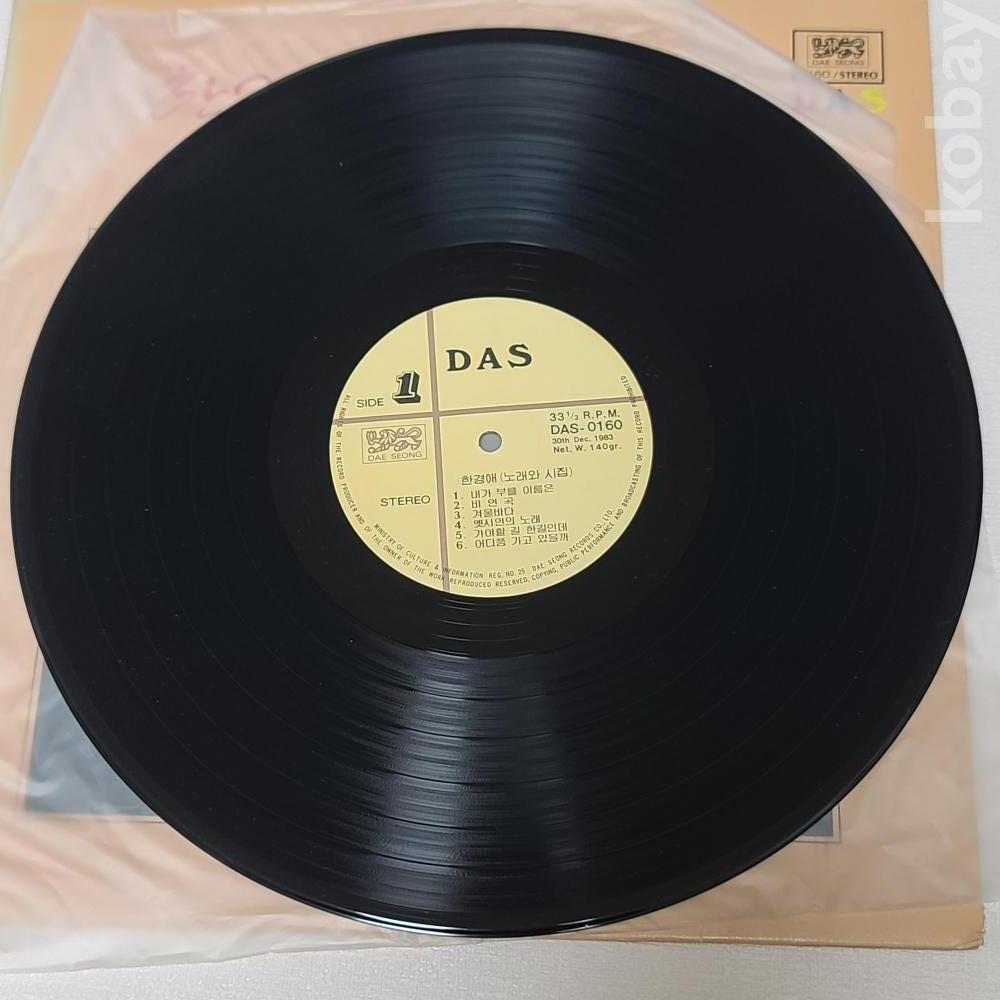 DAE SEONG
160/STEREO
DAS
kobay
DAS
SIDE 1
33 1/3 R.P.M.
DAS-0160
30th Dec. 1983
Net. W. 140gr.
DAE SEONG
STEREO
한경애 (노래와 시집)
1. 내가 부를 이름은
2. 비 연 곡
3. 겨울바다
4. 옛시인의 노래
5. 가야할 길 한길인데
6. 어디쯤 가고 있을까
ALL RIGHTS OF THE RECORD PRODUCER AND OF THE OWNER OF THE WORK REPRODUCED RESERVED, COPYING, PUBLIC PERFORMANCE AND BROADCASTING OF THIS RECORD PROHIBITED
MINISTRY OF CULTURE & INFORMATION REG. NO. 25 DAE SEONG RECORDS CO., LTD.